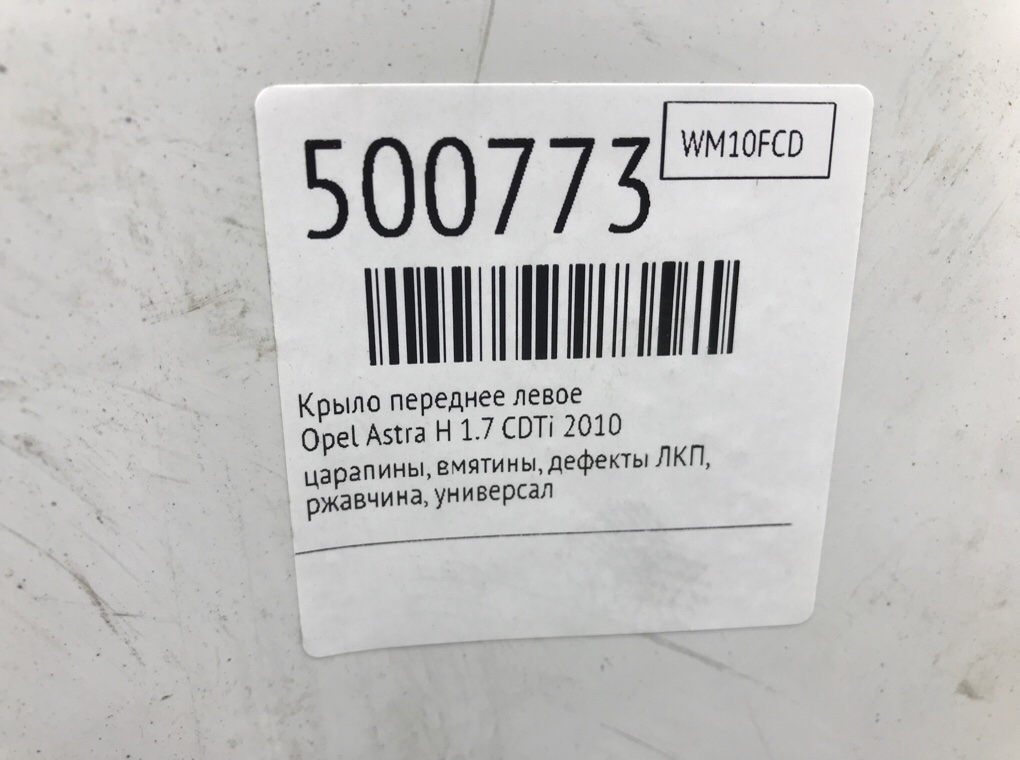 500773
WM10FCD
Крыло переднее левое
Opel Astra H 1.7 CDTi 2010
царапины, вмятины, дефекты ЛКП,
ржавчина, универсал